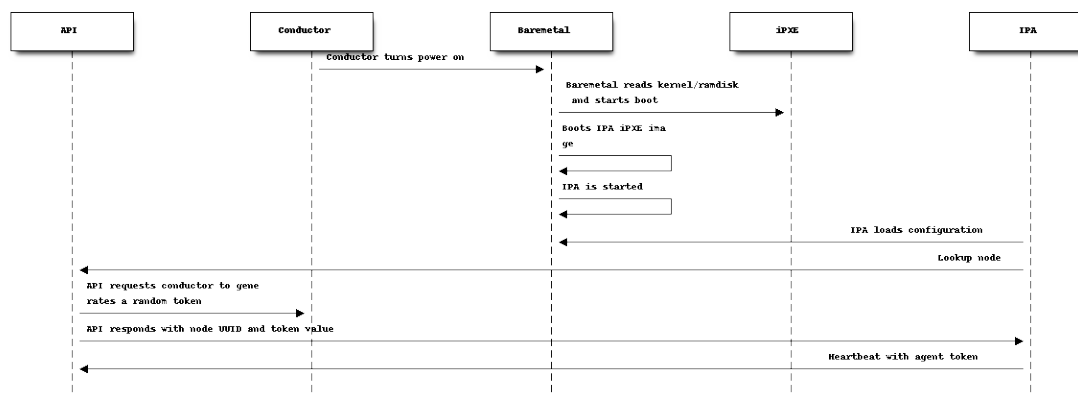 API Conductor Baremetal iPXE IPA
Conductor turns power on
Baremetal reads kernel/ramdisk
and starts boot
Boots IPA iPXE ima
ge
IPA is started
IPA loads configuration
Lookup node
API requests conductor to gene
rates a random token
API responds with node UUID and token value
Heartbeat with agent token